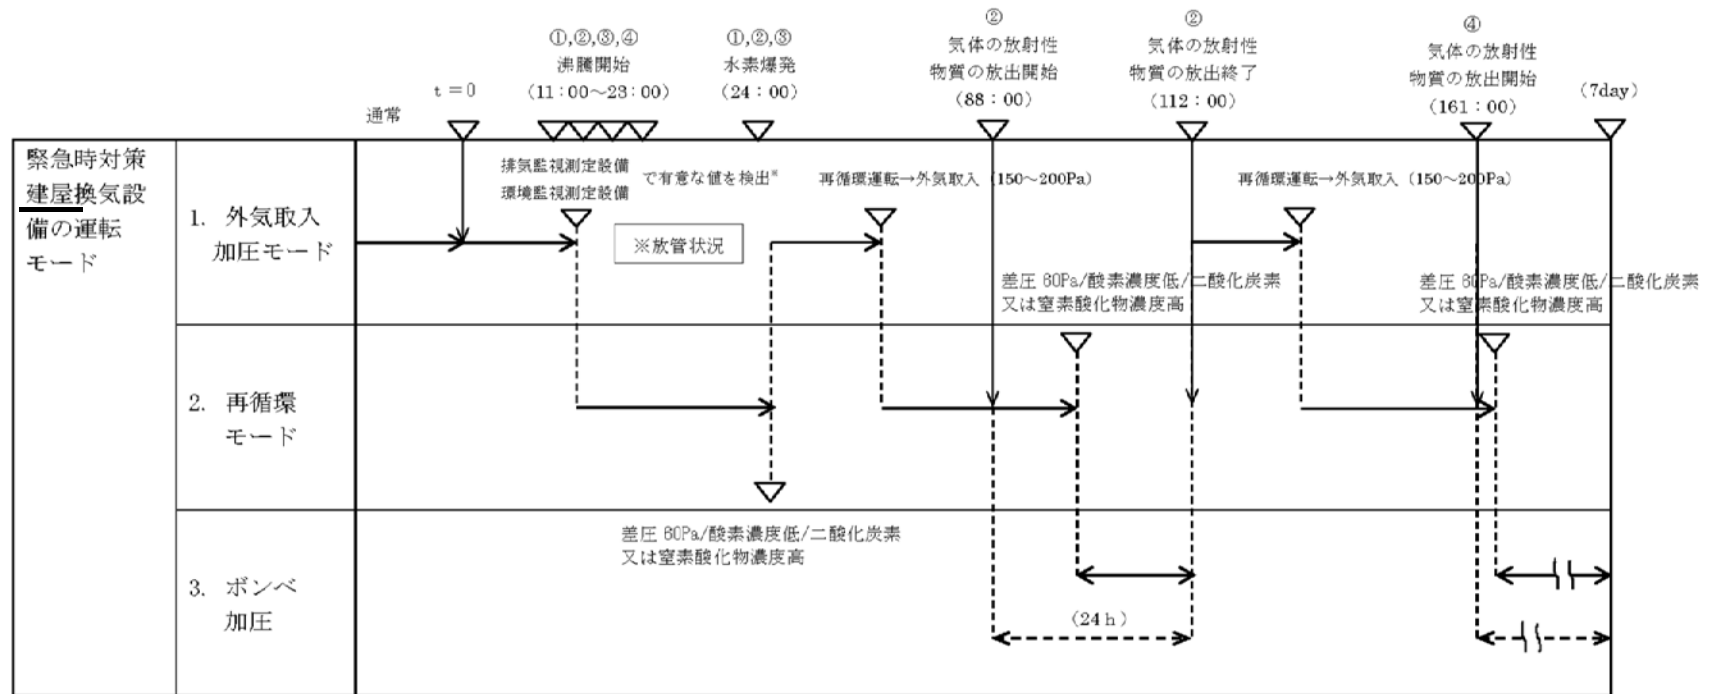 ①,②,③,④
沸騰開始
(11：00～23：00)
①,②,③
水素爆発
(24：00)
②
気体の放射性
物質の放出開始
(88：00)
②
気体の放射性
物質の放出終了
(112：00)
④
気体の放射性
物質の放出開始
(161：00)
(7day)
通常
t＝0
緊急時対策
建屋換気設
備の運転
モード
1. 外気取入
加圧モード
排気監視測定設備
環境監視測定設備
で有意な値を検出※
※放管状況
再循環運転→外気取入（150～200Pa）
再循環運転→外気取入（150～200Pa）
差圧 60Pa/酸素濃度低/二酸化炭素
又は窒素酸化物濃度高
差圧 60Pa/酸素濃度低/二酸化炭素
又は窒素酸化物濃度高
2. 再循環
モード
3. ボンベ
加圧
差圧 60Pa/酸素濃度低/二酸化炭素
又は窒素酸化物濃度高
(24h)